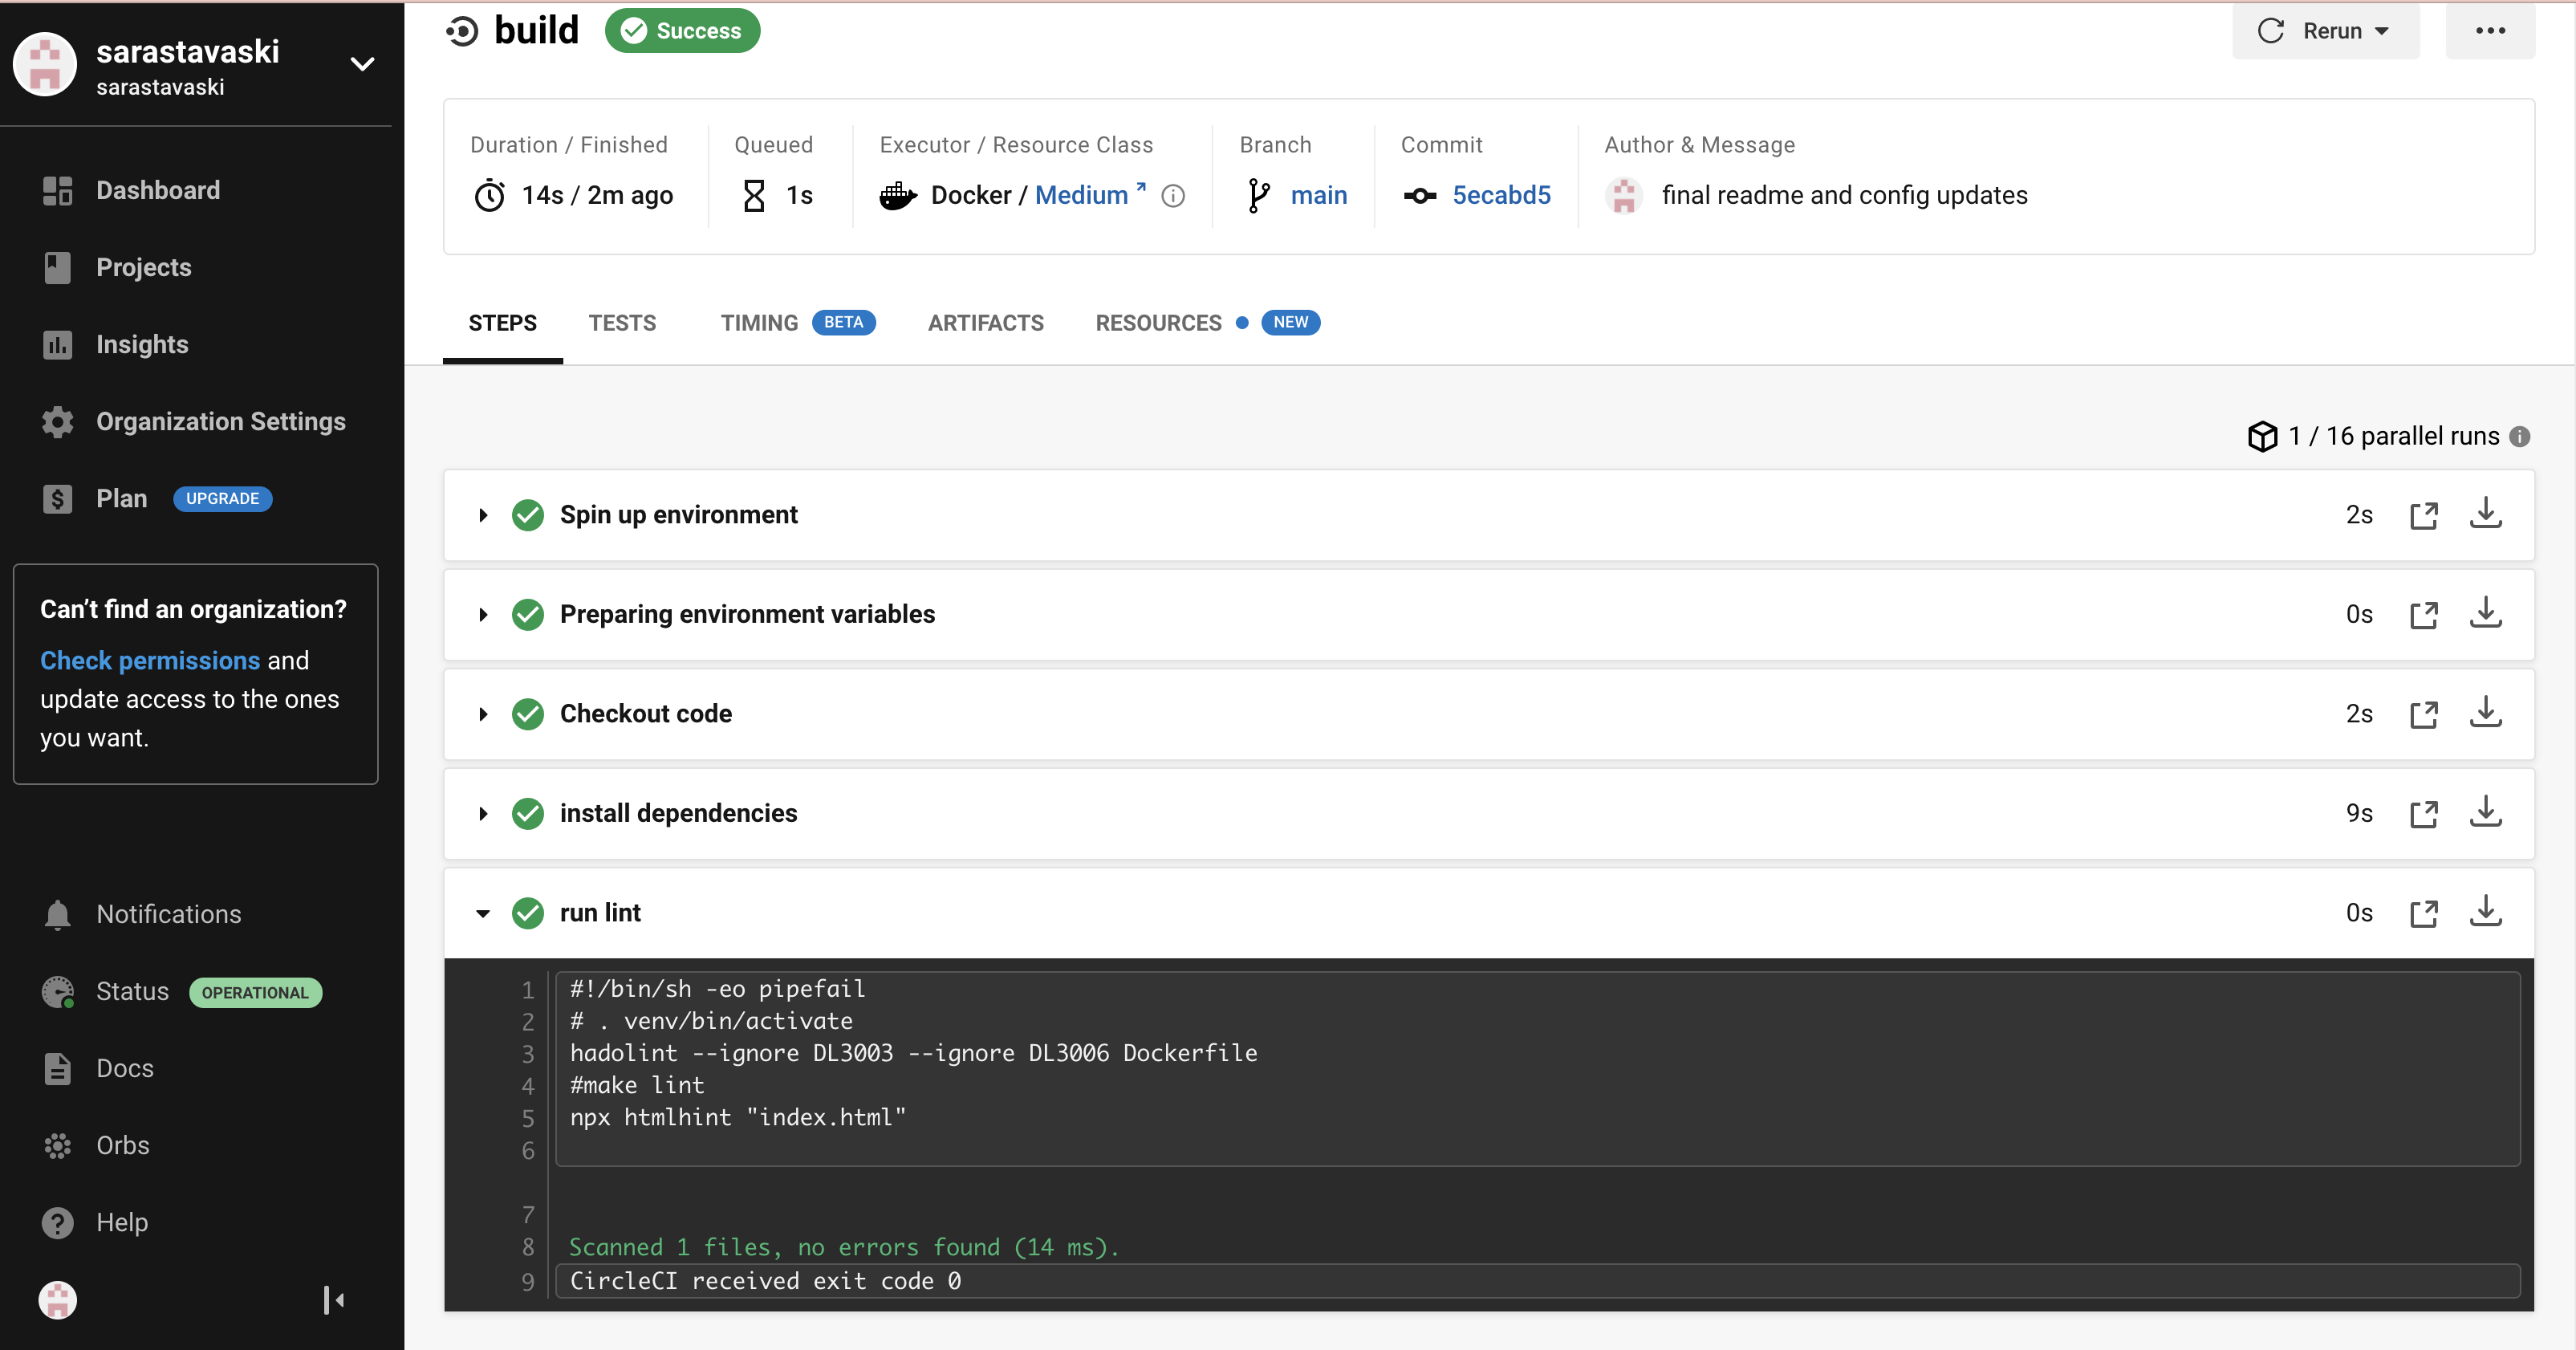 sarastavaski
sarastavaski
Dashboard
Projects
Insights
Organization Settings
Plan UPGRADE
Can’t find an organization?
Check permissions and
update access to the ones
you want.
Notifications
Status OPERATIONAL
Docs
Orbs
Help
build Success
Rerun
Duration / Finished
14s / 2m ago
Queued
1s
Executor / Resource Class
Docker / Medium
Branch
main
Commit
5ecabd5
Author & Message
final readme and config updates
STEPS TESTS TIMING BETA ARTIFACTS RESOURCES NEW
1 / 16 parallel runs
Spin up environment 2s
Preparing environment variables 0s
Checkout code 2s
install dependencies 9s
run lint 0s
1 #!/bin/sh -eo pipefail
2 # . venv/bin/activate
3 hadolint --ignore DL3003 --ignore DL3006 Dockerfile
4 #make lint
5 npx htmlhint "index.html"
6
7
8 Scanned 1 files, no errors found (14 ms).
9 CircleCI received exit code 0